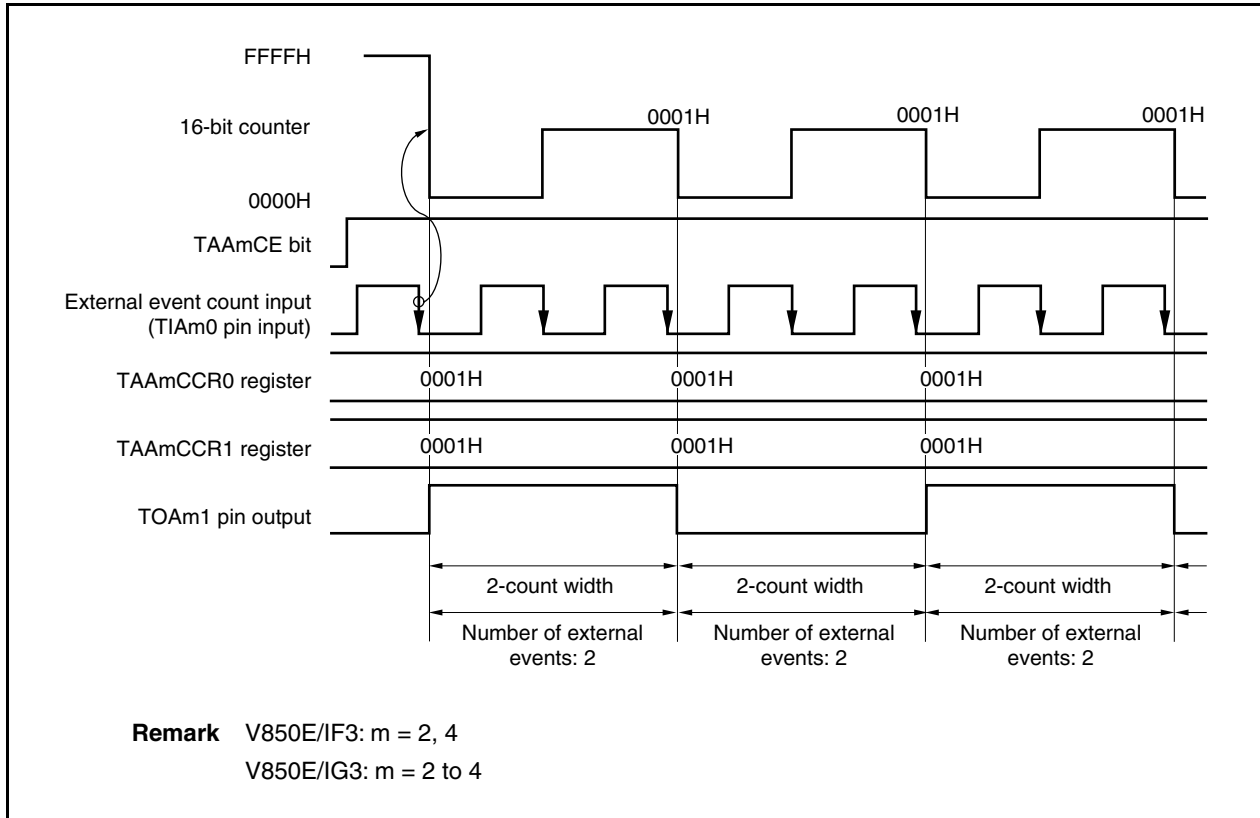 FFFFH
16-bit counter
0001H
0001H
0001H
0000H
TAAmCE bit
External event count input
(TIAm0 pin input)
TAAmCCR0 register
0001H
0001H
0001H
TAAmCCR1 register
0001H
0001H
0001H
TOAm1 pin output
2-count width
2-count width
2-count width
Number of external
events: 2
Number of external
events: 2
Number of external
events: 2
Remark V850E/IF3: m = 2, 4
V850E/IG3: m = 2 to 4